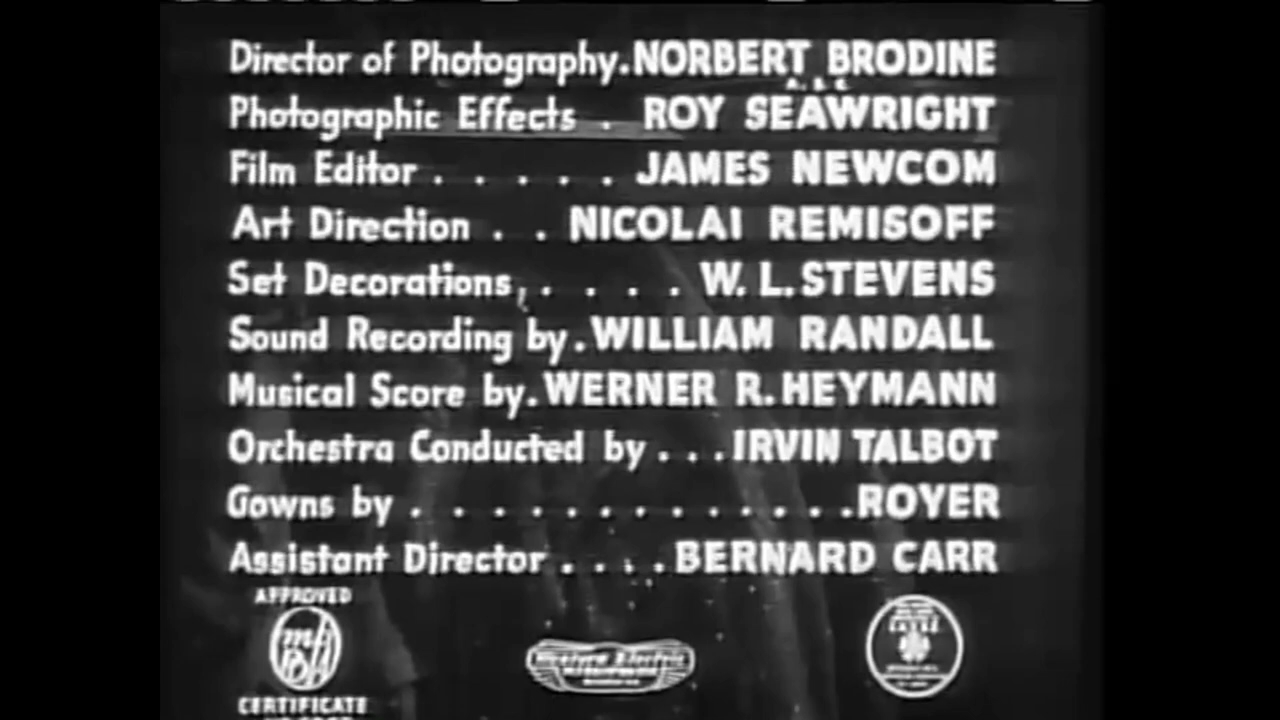 Director of Photography.NORBERT BRODINE
A.S.C.
Photographic Effects . ROY SEAWRIGHT
Film Editor . . . . . JAMES NEWCOM
Art Direction . . NICOLAI REMISOFF
Set Decorations, . . . . W. L. STEVENS
Sound Recording by. WILLIAM RANDALL
Musical Score by. WERNER R. HEYMANN
Orchestra Conducted by . . . IRVIN TALBOT
Gowns by . . . . . . . . . . . . ROYER
Assistant Director . . . . BERNARD CARR
APPROVED
Western Electric
CERTIFICATE